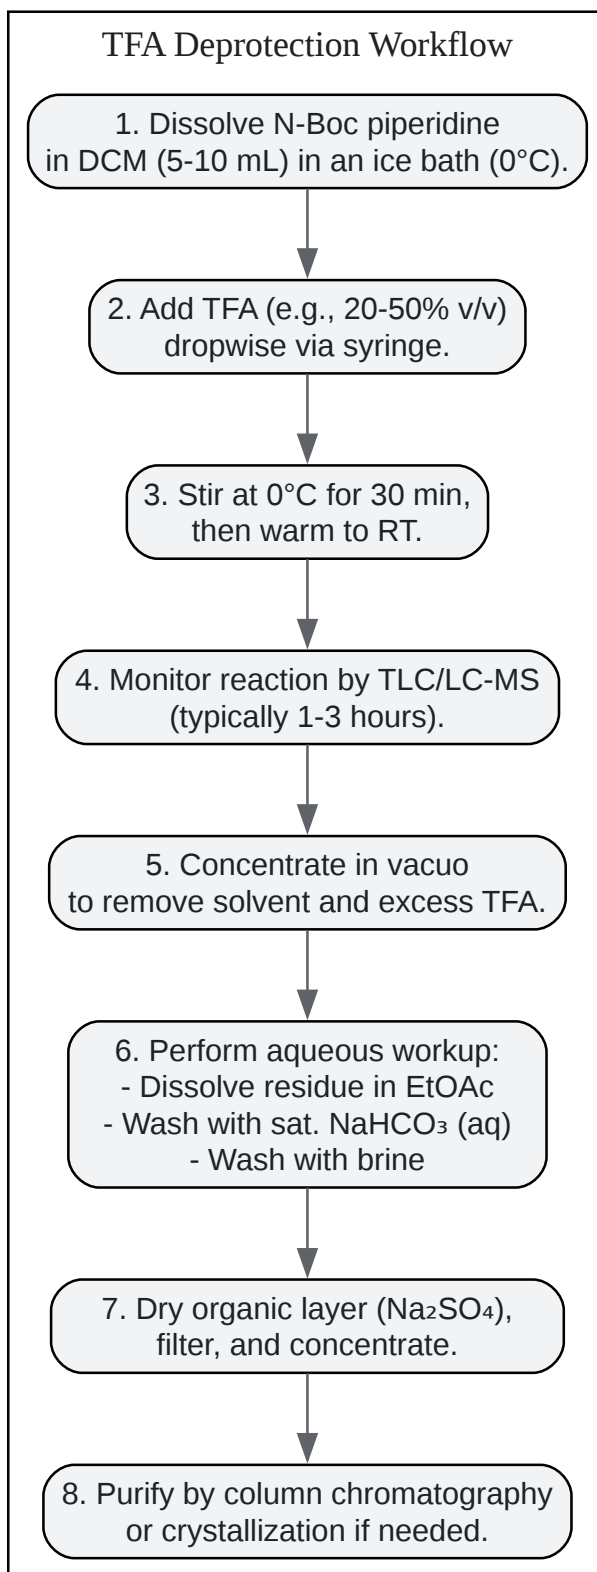 TFA Deprotection Workflow
1. Dissolve N-Boc piperidine
in DCM (5-10 mL) in an ice bath (0°C).
2. Add TFA (e.g., 20-50% v/v)
dropwise via syringe.
3. Stir at 0°C for 30 min,
then warm to RT.
4. Monitor reaction by TLC/LC-MS
(typically 1-3 hours).
5. Concentrate in vacuo
to remove solvent and excess TFA.
6. Perform aqueous workup:
- Dissolve residue in EtOAc
- Wash with sat. NaHCO₃ (aq)
- Wash with brine
7. Dry organic layer (Na₂SO₄),
filter, and concentrate.
8. Purify by column chromatography
or crystallization if needed.